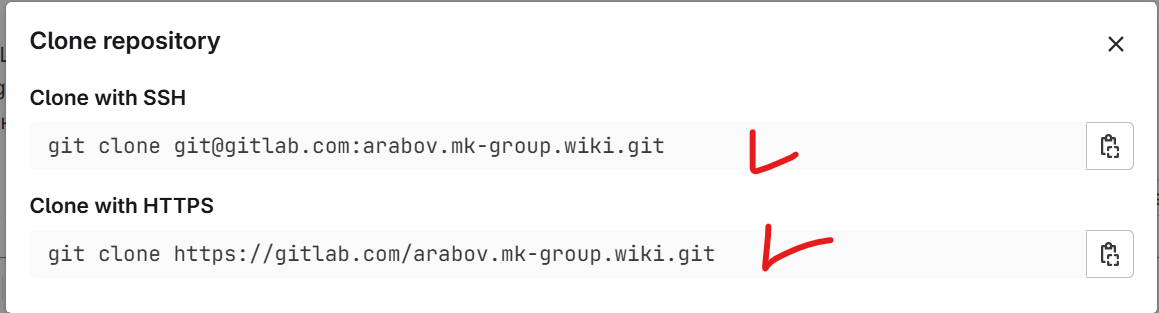 Clone repository
Clone with SSH
git clone git@gitlab.com:arabov.mk-group.wiki.git
Clone with HTTPS
git clone https://gitlab.com/arabov.mk-group.wiki.git